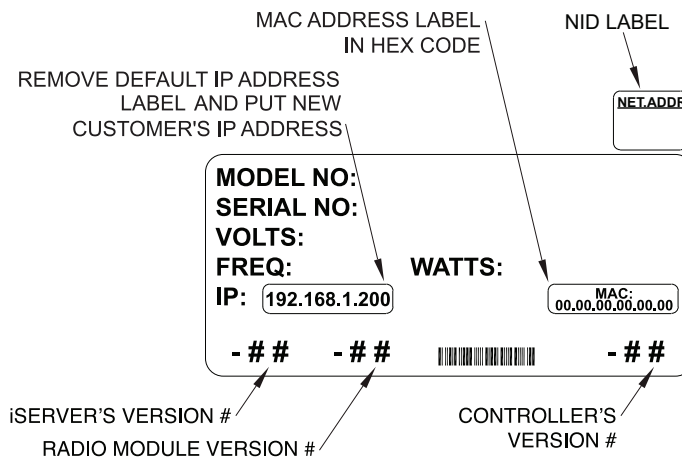 MAC ADDRESS LABEL
IN HEX CODE
NID LABEL
REMOVE DEFAULT IP ADDRESS
LABEL AND PUT NEW
CUSTOMER'S IP ADDRESS
NET.ADDR
MODEL NO:
SERIAL NO:
VOLTS:
FREQ: WATTS:
IP: 192.168.1.200
MAC:
00.00.00.00.00.00
-## -## -##
iSERVER'S VERSION #
RADIO MODULE VERSION #
CONTROLLER'S
VERSION #